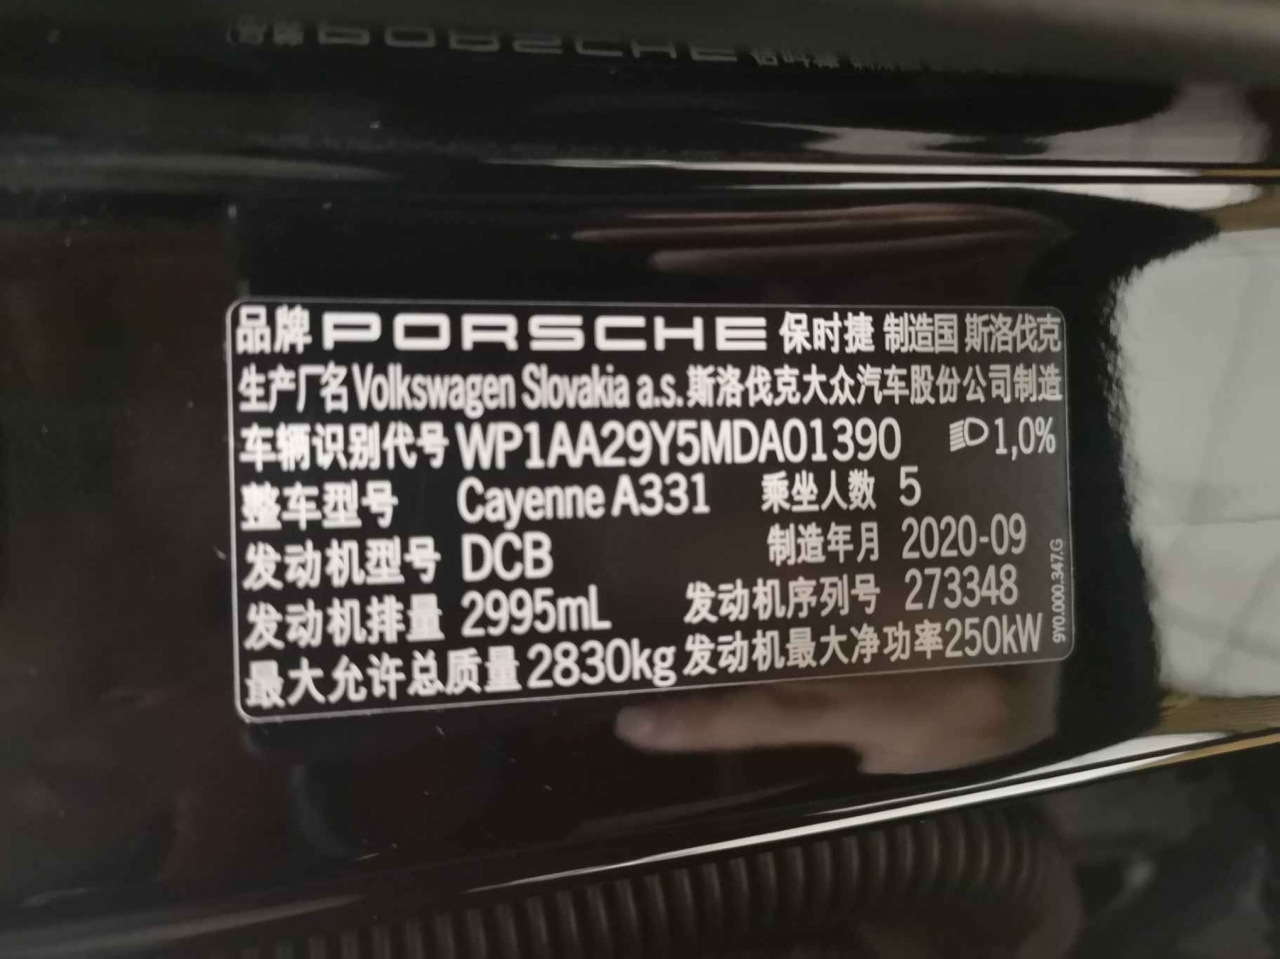 品牌 PORSCHE 保时捷 制造国 斯洛伐克
生产厂名 Volkswagen Slovakia a.s. 斯洛伐克大众汽车股份公司制造
车辆识别代号 WP1AA29Y5MDA01390 1,0%
整车型号 Cayenne A331 乘坐人数 5
发动机型号 DCB 制造年月 2020-09
发动机排量 2995mL 发动机序列号 273348
最大允许总质量 2830kg 发动机最大净功率 250kW
9Y0.000.347.G